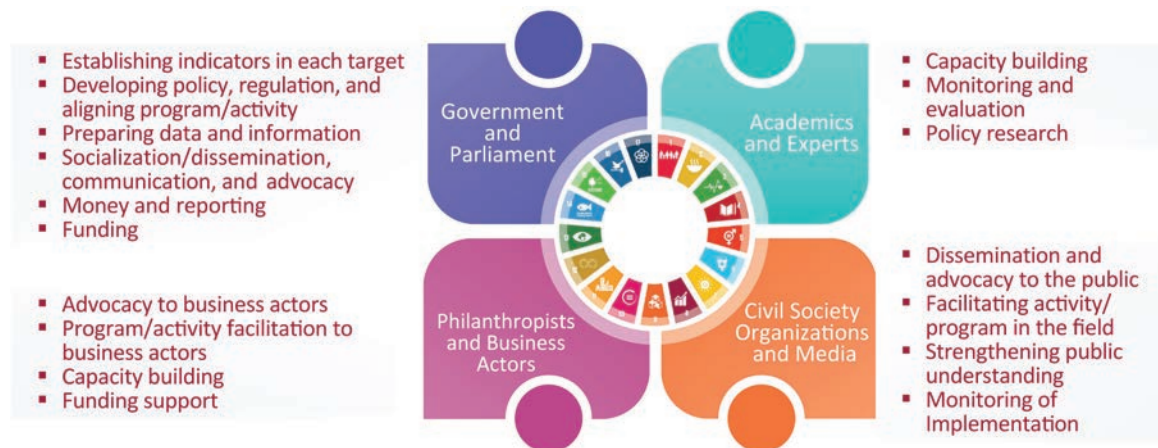 ▪ Establishing indicators in each target
▪ Developing policy, regulation, and
aligning program/activity
▪ Preparing data and information
▪ Socialization/dissemination,
communication, and advocacy
▪ Money and reporting
▪ Funding
Government
and
Parliament
Academics
and Experts
▪ Capacity building
▪ Monitoring and
evaluation
▪ Policy research
▪ Advocacy to business actors
▪ Program/activity facilitation to
business actors
▪ Capacity building
▪ Funding support
Philanthropists
and Business
Actors
Civil Society
Organizations
and Media
▪ Dissemination and
advocacy to the public
▪ Facilitating activity/
program in the field
▪ Strengthening public
understanding
▪ Monitoring of
Implementation